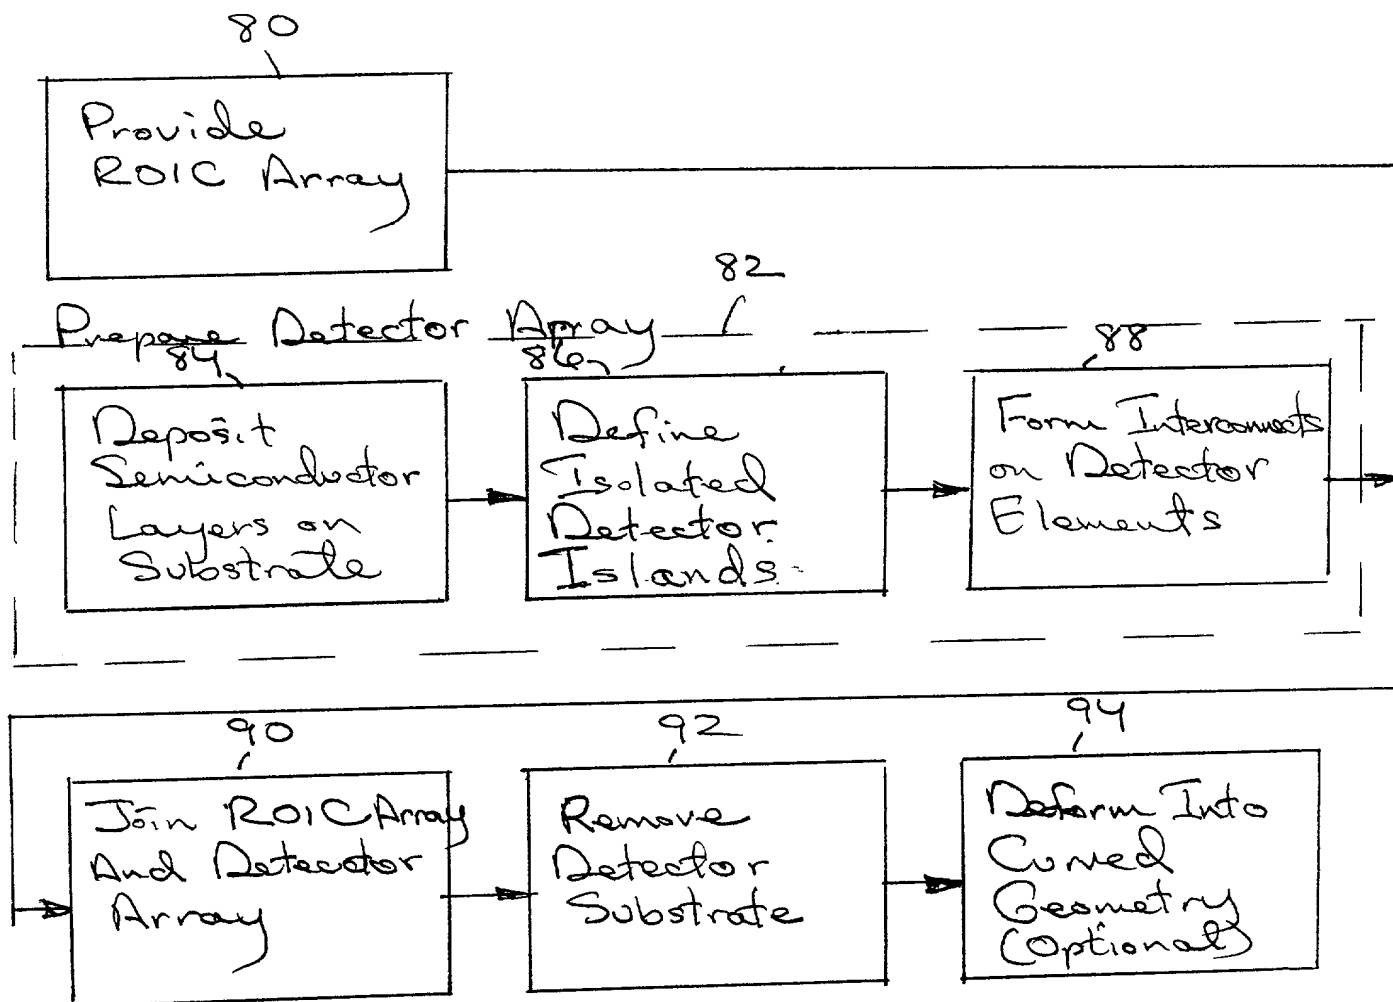 80
Provide
ROIC Array
82
Prepare Detector Array
84
Deposit
Semiconductor
Layers on
Substrate
86
Define
Isolated
Detector
Islands
88
Form Interconnects
on Detector
Elements
90
Join ROIC Array
And Detector
Array
92
Remove
Detector
Substrate
94
Deform Into
Curved
Geometry
(Optional)